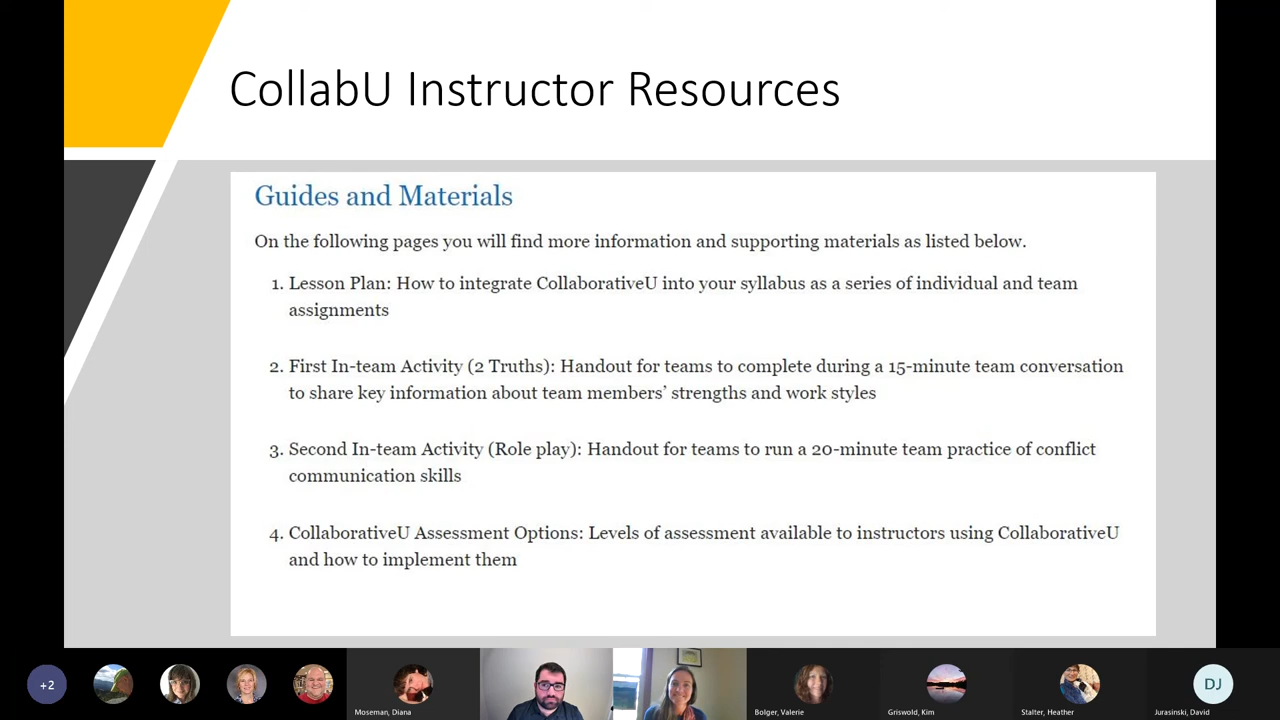 CollabU Instructor Resources
Guides and Materials
On the following pages you will find more information and supporting materials as listed below.
1. Lesson Plan: How to integrate CollaborativeU into your syllabus as a series of individual and team
assignments
2. First In-team Activity (2 Truths): Handout for teams to complete during a 15-minute team conversation
to share key information about team members’ strengths and work styles
3. Second In-team Activity (Role play): Handout for teams to run a 20-minute team practice of conflict
communication skills
4. CollaborativeU Assessment Options: Levels of assessment available to instructors using CollaborativeU
and how to implement them
+2
DJ
Moseman, Diana
Bolger, Valerie
Griswold, Kim
Stalter, Heather
Jurasinski, David